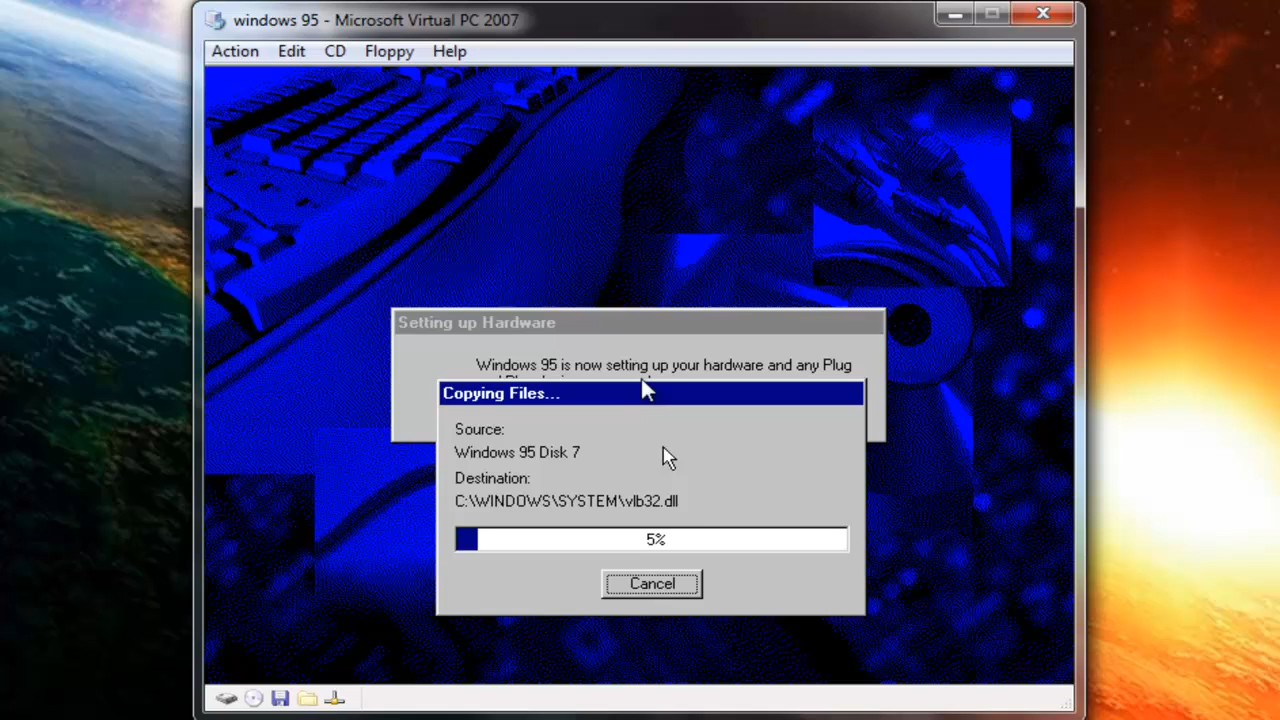 windows 95 - Microsoft Virtual PC 2007
Action Edit CD Floppy Help
Setting up Hardware
Windows 95 is now setting up your hardware and any Plug
Copying Files...
Source:
Windows 95 Disk 7
Destination:
C:\WINDOWS\SYSTEM\vlb32.dll
5%
Cancel